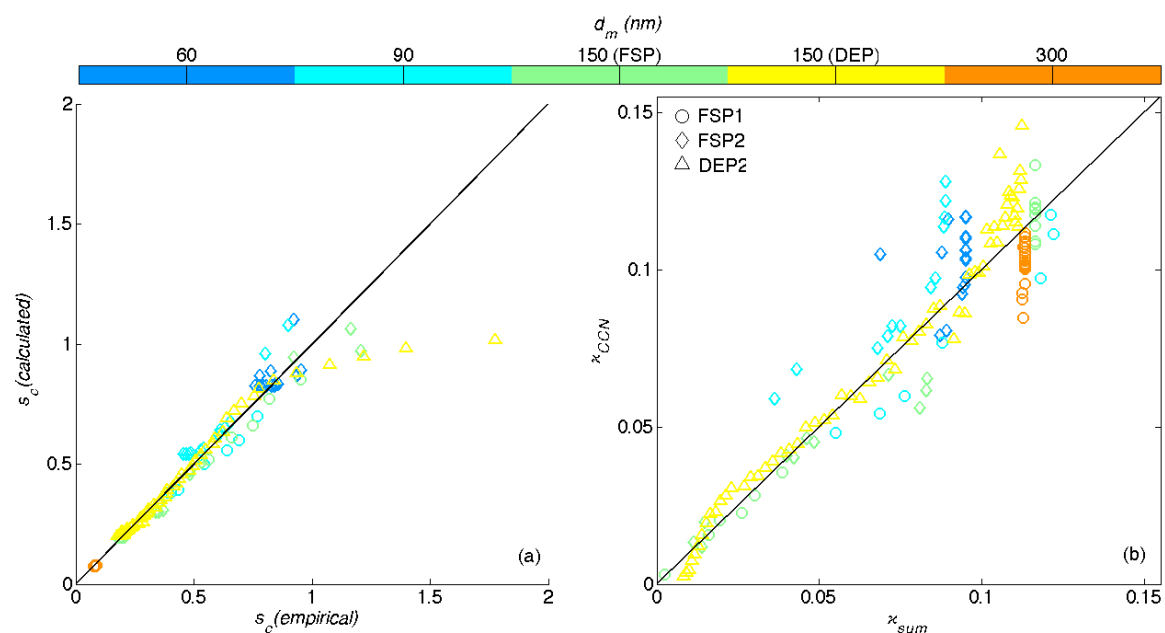 d_m (nm)
60 90 150 (FSP) 150 (DEP) 300
2
1.5
1
0.5
0
s_c(calculated)
0 0.5 1 1.5 2
s_c(empirical)
(a)
0.15
0.1
0.05
0
ϰ_CCN
FSP1
FSP2
DEP2
0 0.05 0.1 0.15
ϰ_sum
(b)